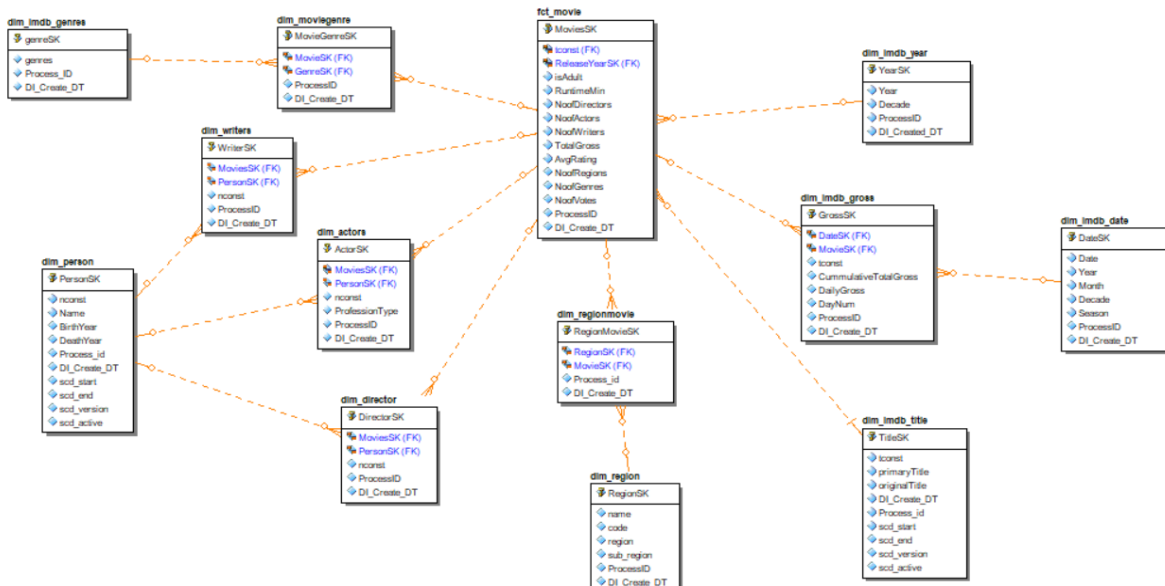 dim_imdb_genres
genreSK
genres
Process_ID
DI_Create_DT
dim_moviegenre
MovieGenreSK
MovieSK (FK)
GenreSK (FK)
ProcessID
DI_Create_DT
fct_movie
MoviesSK
tconst (FK)
ReleaseYearSK (FK)
isAdult
RuntimeMin
NoofDirectors
NoofActors
NoofWriters
TotalGross
AvgRating
NoofRegions
NoofGenres
NoofVotes
ProcessID
DI_Create_DT
dim_imdb_year
YearSK
Year
Decade
ProcessID
DI_Created_DT
dim_writers
WriterSK
MoviesSK (FK)
PersonSK (FK)
nconst
ProcessID
DI_Create_DT
dim_actors
ActorSK
MoviesSK (FK)
PersonSK (FK)
nconst
ProfessionType
ProcessID
DI_Create_DT
dim_person
PersonSK
nconst
Name
BirthYear
DeathYear
Process_id
DI_Create_DT
scd_start
scd_end
scd_version
scd_active
dim_director
DirectorSK
MoviesSK (FK)
PersonSK (FK)
nconst
ProcessID
DI_Create_DT
dim_regionmovie
RegionMovieSK
RegionSK (FK)
MovieSK (FK)
Process_id
DI_Create_DT
dim_region
RegionSK
name
code
region
sub_region
ProcessID
DI_Create_DT
dim_imdb_gross
GrossSK
DateSK (FK)
MovieSK (FK)
tconst
CummulativeTotalGross
DailyGross
DayNum
ProcessID
DI_Create_DT
dim_imdb_date
DateSK
Date
Year
Month
Decade
Season
ProcessID
DI_Create_DT
dim_imdb_title
TitleSK
tconst
primaryTitle
originalTitle
DI_Create_DT
Process_id
scd_start
scd_end
scd_version
scd_active